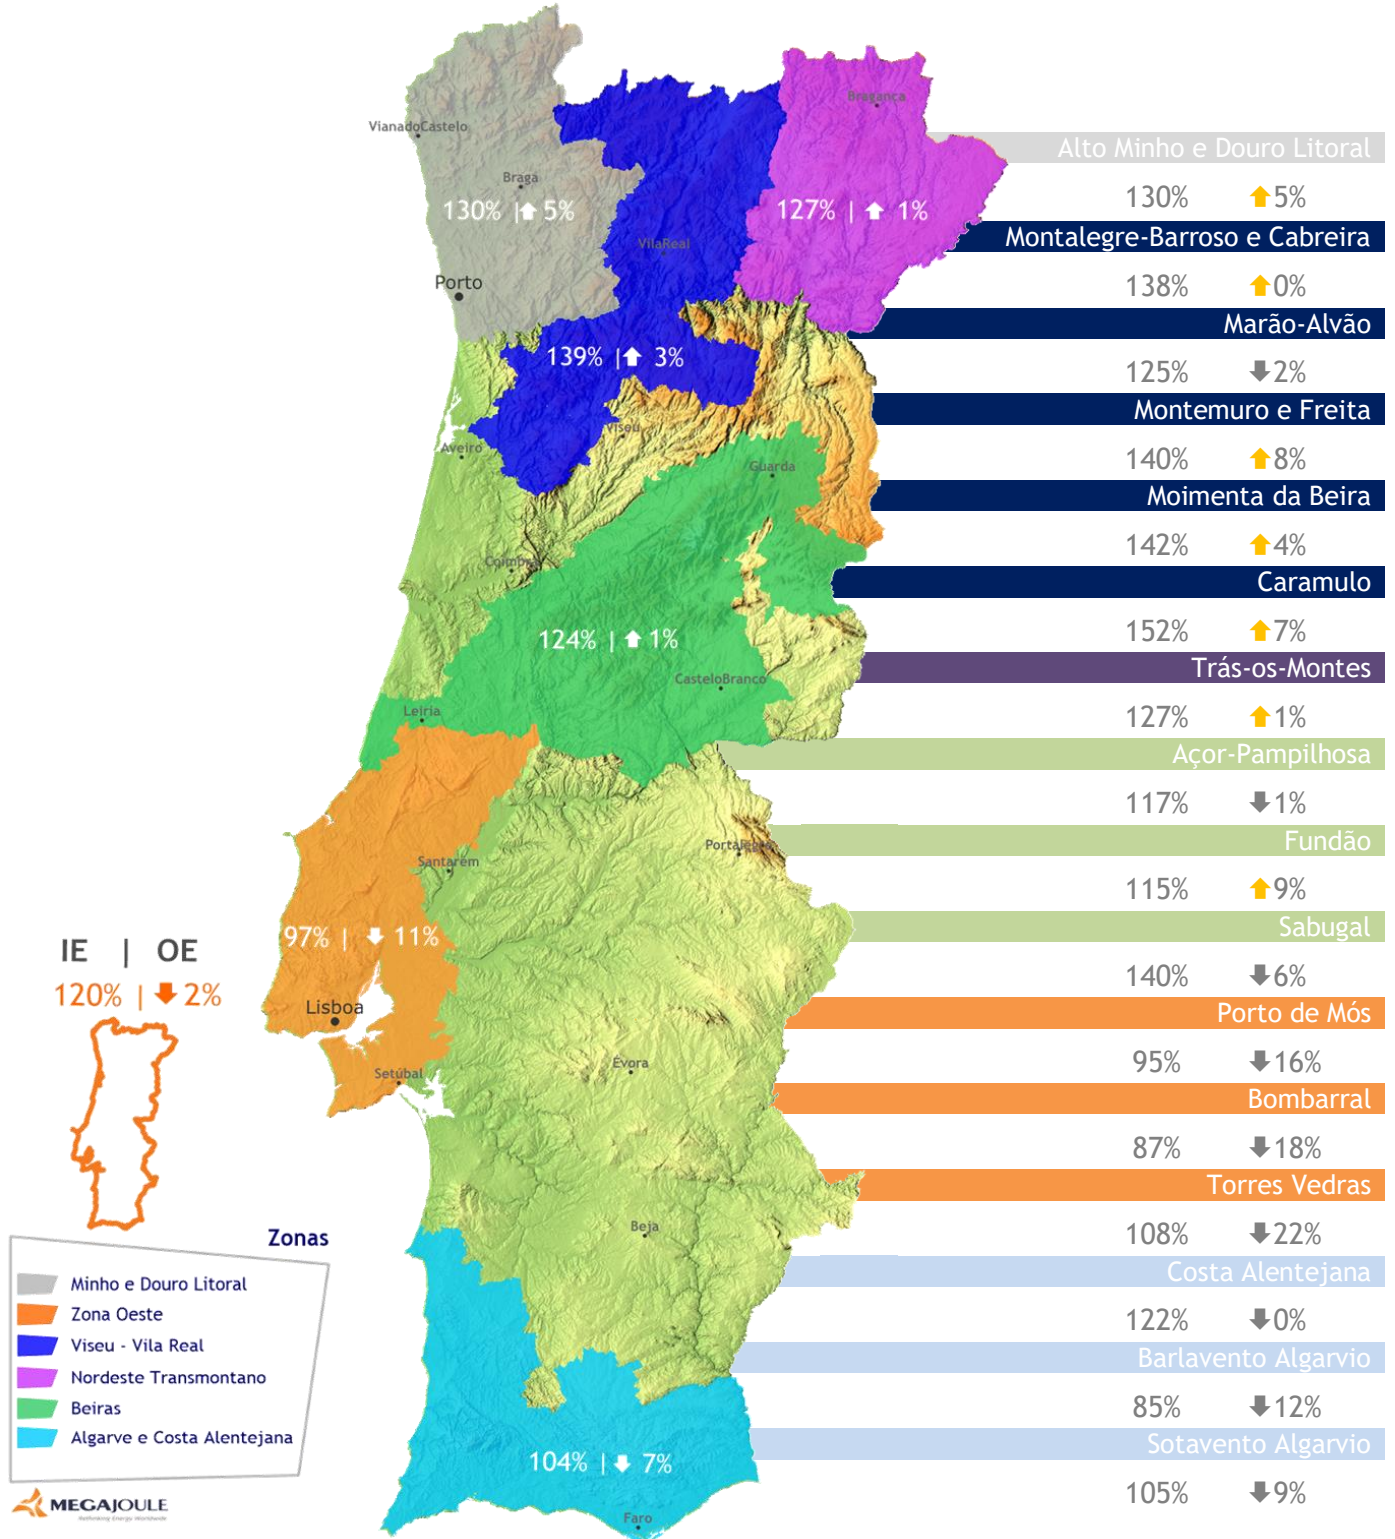 Bragança
VianadoCastelo
Alto Minho e Douro Litoral
Braga
130% 5%
130% | 5%
127% | 1%
Montalegre-Barroso e Cabreira
VilaReal
138% 0%
Porto
Marão-Alvão
139% | 3%
125% 2%
Montemuro e Freita
Viseu
Aveiro
140% 8%
Guarda
Moimenta da Beira
142% 4%
Coimbra
Caramulo
124% | 1%
152% 7%
Trás-os-Montes
CasteloBranco
Leiria
127% 1%
Açor-Pampilhosa
117% 1%
Fundão
Portalegre
Santarém
115% 9%
Sabugal
97% | 11%
IE | OE
120% | 2%
140% 6%
Lisboa
Porto de Mós
95% 16%
Évora
Setúbal
Bombarral
87% 18%
Torres Vedras
Beja
108% 22%
Zonas
Costa Alentejana
Minho e Douro Litoral
Zona Oeste
122% 0%
Viseu - Vila Real
Barlavento Algarvio
Nordeste Transmontano
Beiras
85% 12%
Algarve e Costa Alentejana
Sotavento Algarvio
104% | 7%
105% 9%
MEGAJOULE
Rethinking Energy Worldwide
Faro